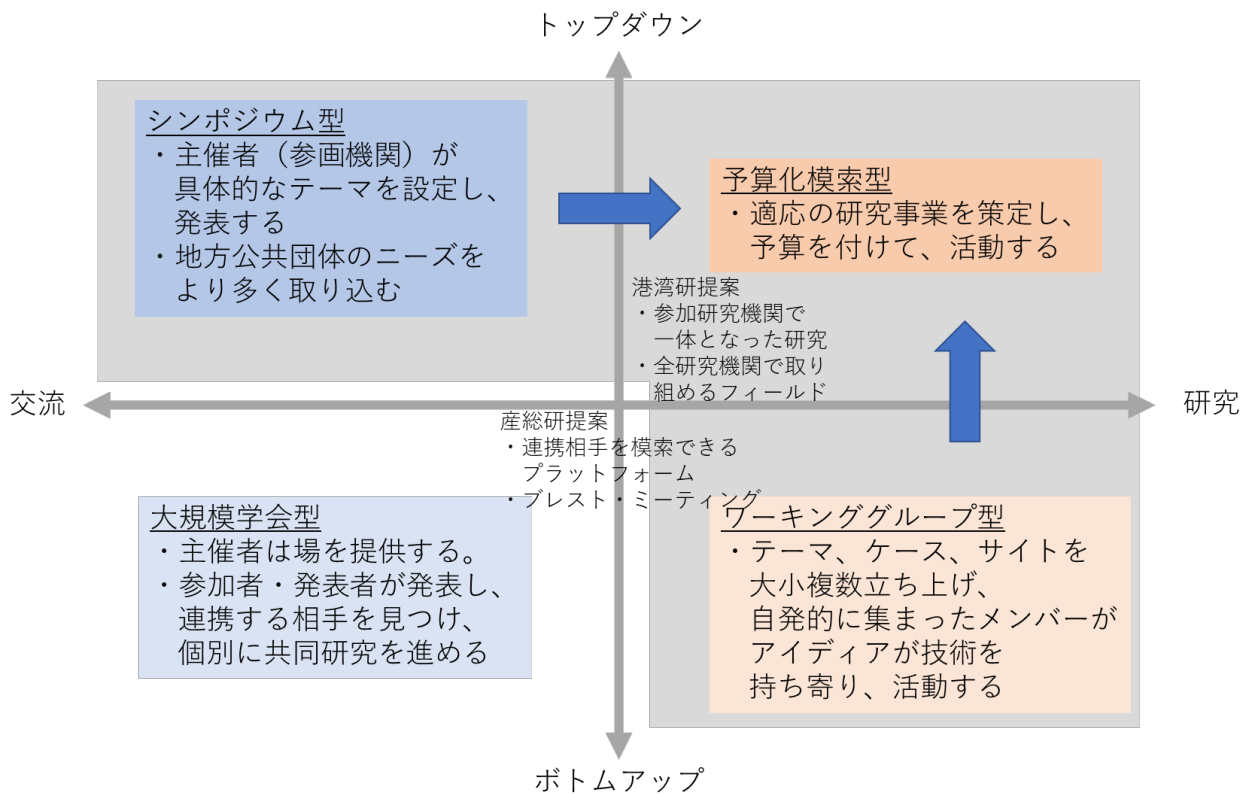 トップダウン
シンポジウム型
・主催者（参画機関）が
具体的なテーマを設定し、
発表する
・地方公共団体のニーズを
より多く取り込む
予算化模索型
・適応の研究事業を策定し、
予算を付けて、活動する
港湾研提案
・参加研究機関で
一体となった研究
・全研究機関で取り
組めるフィールド
交流
研究
産総研提案
・連携相手を模索できる
プラットフォーム
・ブレスト・ミーティング
大規模学会型
・主催者は場を提供する。
・参加者・発表者が発表し、
連携する相手を見つけ、
個別に共同研究を進める
ワーキンググループ型
・テーマ、ケース、サイトを
大小複数立ち上げ、
自発的に集まったメンバーが
アイディアが技術を
持ち寄り、活動する
ボトムアップ